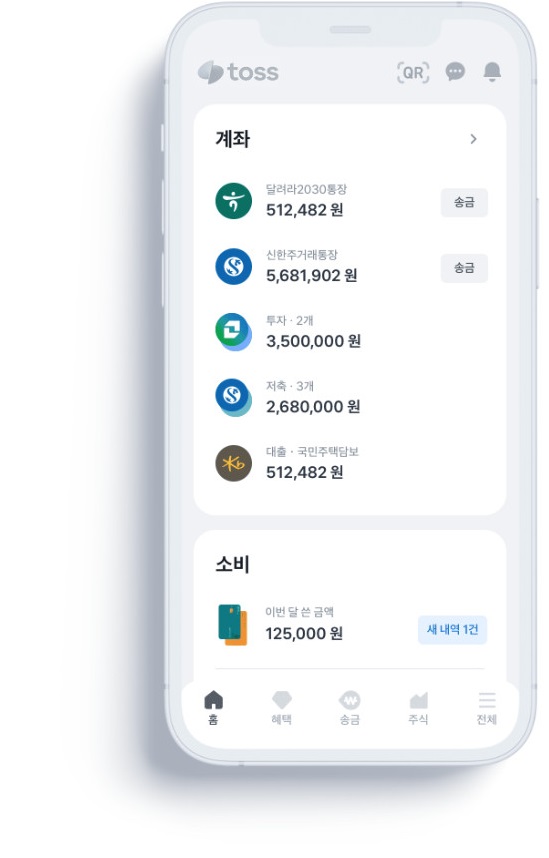 toss
QR
계좌
달려라2030통장
512,482 원
송금
신한주거래통장
5,681,902 원
송금
투자 · 2개
3,500,000 원
저축 · 3개
2,680,000 원
대출 · 국민주택담보
512,482 원
소비
이번 달 쓴 금액
125,000 원
새 내역 1건
홈
혜택
송금
주식
전체